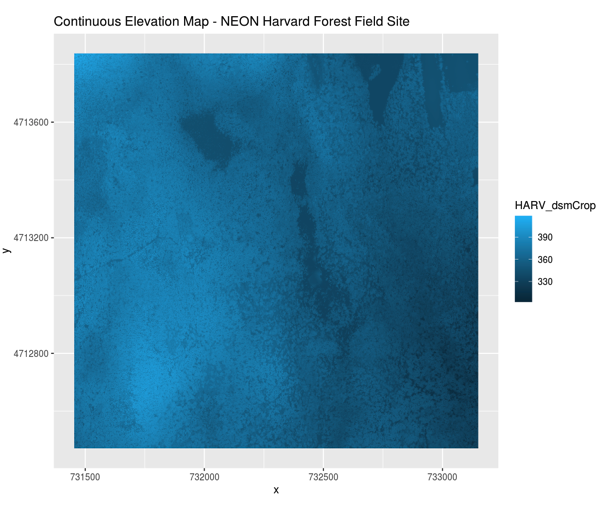 Continuous Elevation Map - NEON Harvard Forest Field Site
4713600
4713200
4712800
y
731500
732000
732500
733000
x
HARV_dsmCrop
390
360
330